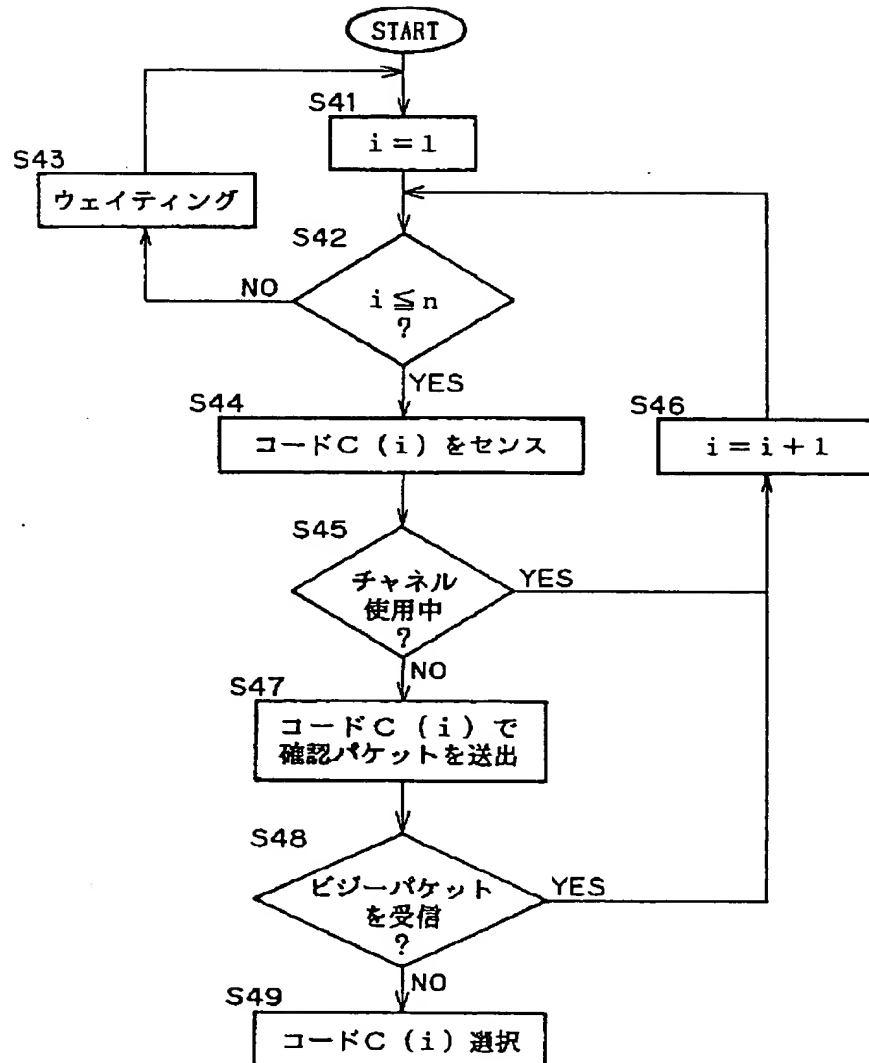 START
S41
i=1
S43
ウェイティング
S42
NO
i≦n
?
YES
S44
コードC(i)をセンス
S46
i=i+1
S45
チャネル
使用中
?
YES
NO
S47
コードC(i)で
確認パケットを送出
S48
ビジーパケット
を受信
?
YES
NO
S49
コードC(i)選択